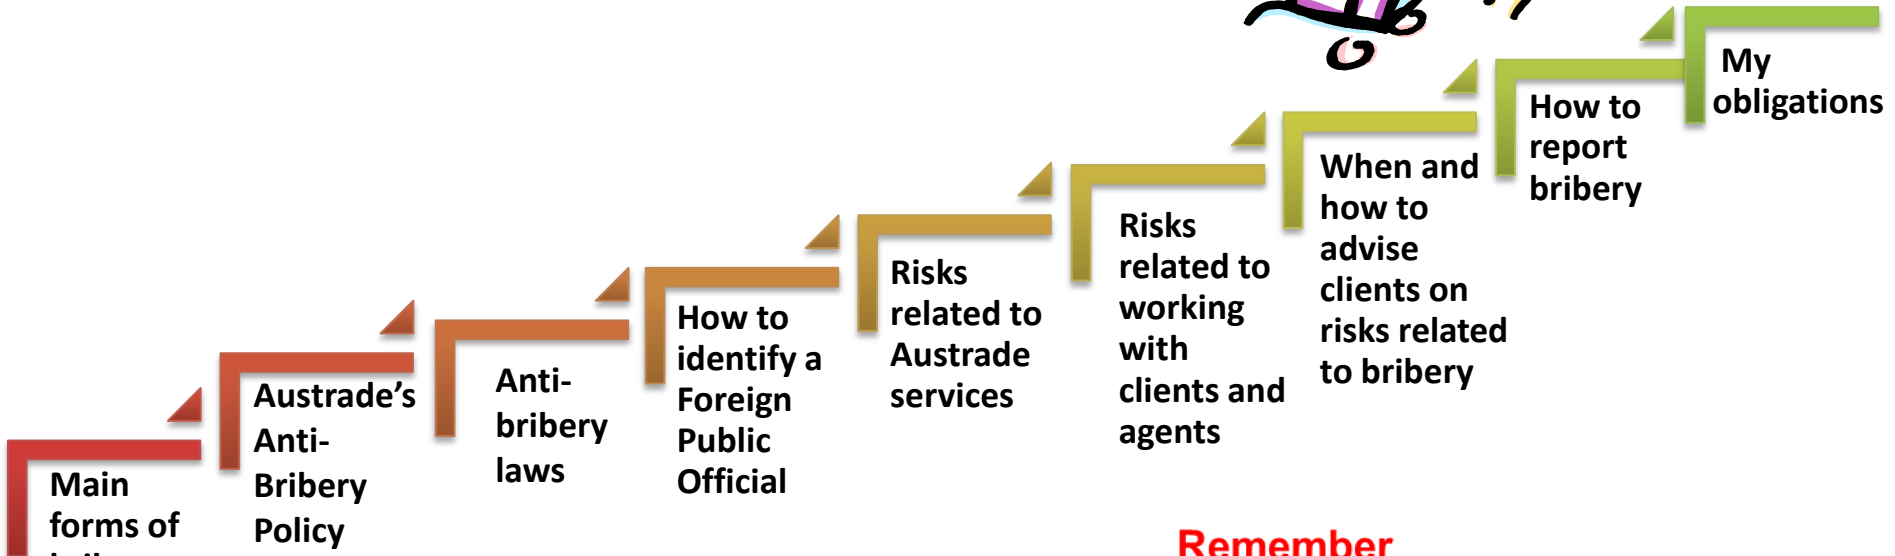 Main
forms of
Austrade’s
Anti-
Bribery
Policy
Anti-
bribery
laws
How to
identify a
Foreign
Public
Official
Risks
related to
Austrade
services
Risks
related to
working
with
clients and
agents
When and
how to
advise
clients on
risks related
to bribery
How to
report
bribery
My
obligations
Remember